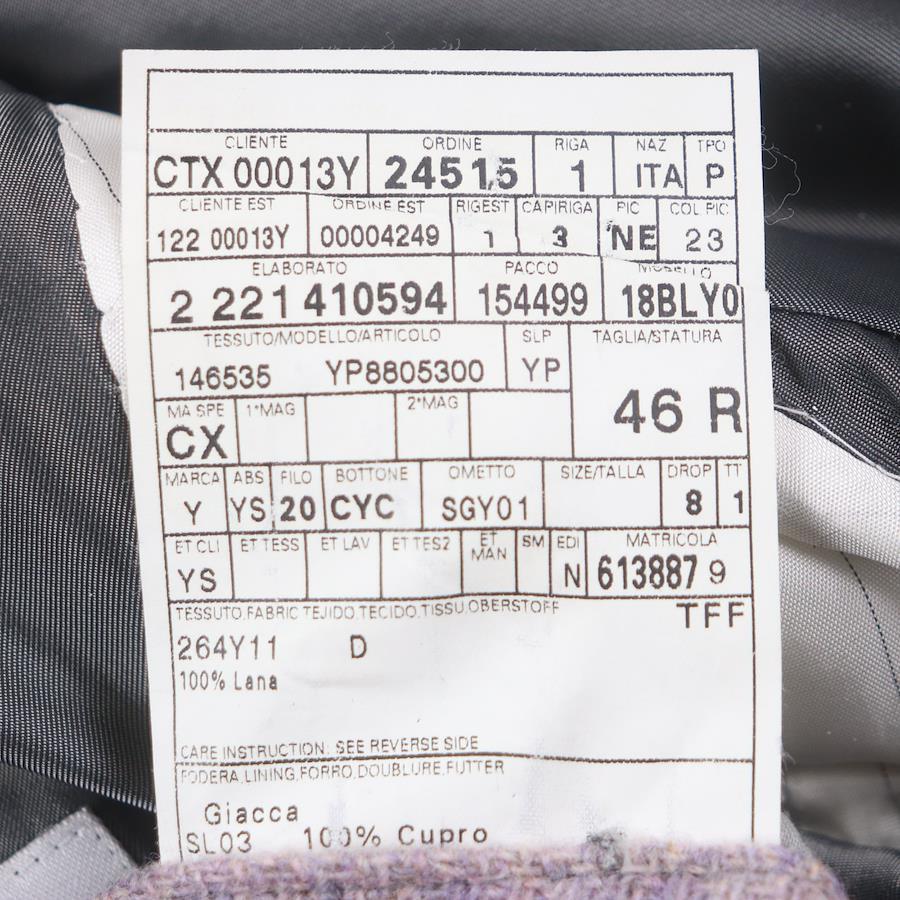 CLIENTE ORDINE RIGA NAZ TPO
CTX 00013Y 24515 1 ITA P
CLIENTE EST ORDINE EST RIGEST CAPIRIGA PIC COL PIC
122 00013Y 00004249 1 3 NE 23
ELABORATO PACCO MODELLO
2 221 410594 154499 18BLY0
TESSUTO/MODELLO/ARTICOLO SLP TAGLIA/STATURA
146535 YP8805300 YP
46 R
MA SPE 1*MAG 2*MAG
CX
MARCA ABS FILO BOTTONE OMETTO SIZE/TALLA DROP TT
Y YS 20 CYC SGY01 8 1
ET CLI ET TESS ET LAV ET TES2 ET MAN SM EDI MATRICOLA
YS N 613887 9
TESSUTO,FABRIC TEJIDO,TECIDO,TISSU,OBERSTOFF TFF
264Y11 D
100% Lana
CARE INSTRUCTION: SEE REVERSE SIDE
FODERA,LINING,FORRO,DOUBLURE,FUTTER
Giacca
SL03 100% Cupro